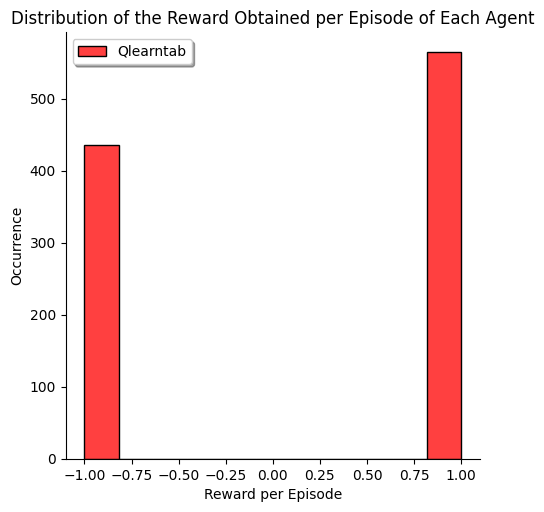 Distribution of the Reward Obtained per Episode of Each Agent
Qlearntab
500
400
300
200
100
0
Occurrence
−1.00 −0.75 −0.50 −0.25 0.00 0.25 0.50 0.75 1.00
Reward per Episode